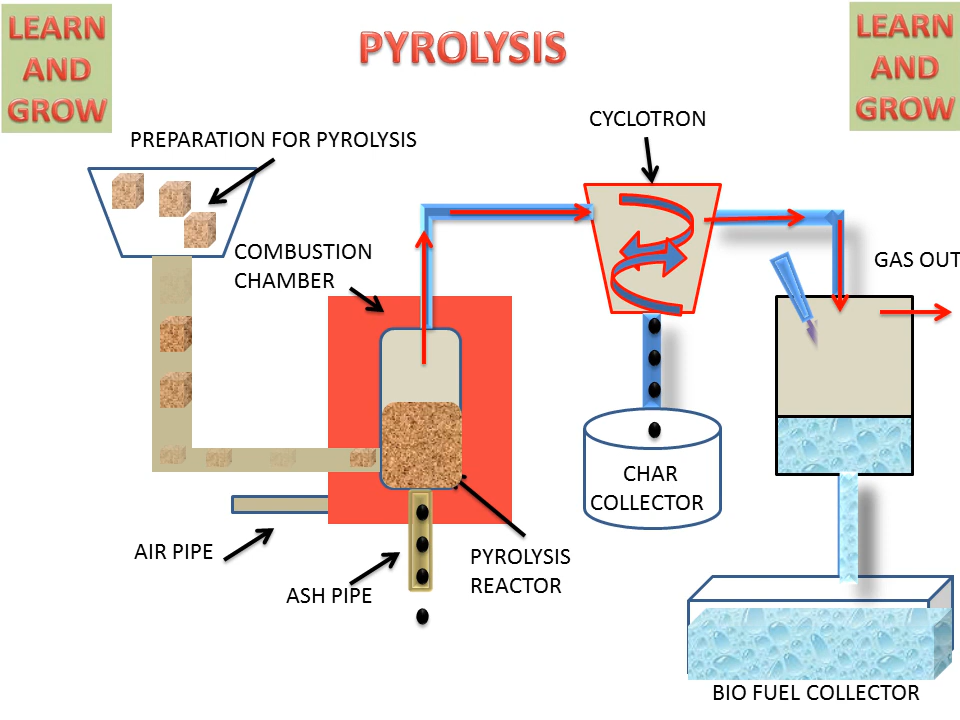 LEARN
AND
GROW
PYROLYSIS
LEARN
AND
GROW
CYCLOTRON
PREPARATION FOR PYROLYSIS
COMBUSTION
CHAMBER
GAS OUT
CHAR
COLLECTOR
AIR PIPE
PYROLYSIS
REACTOR
ASH PIPE
BIO FUEL COLLECTOR